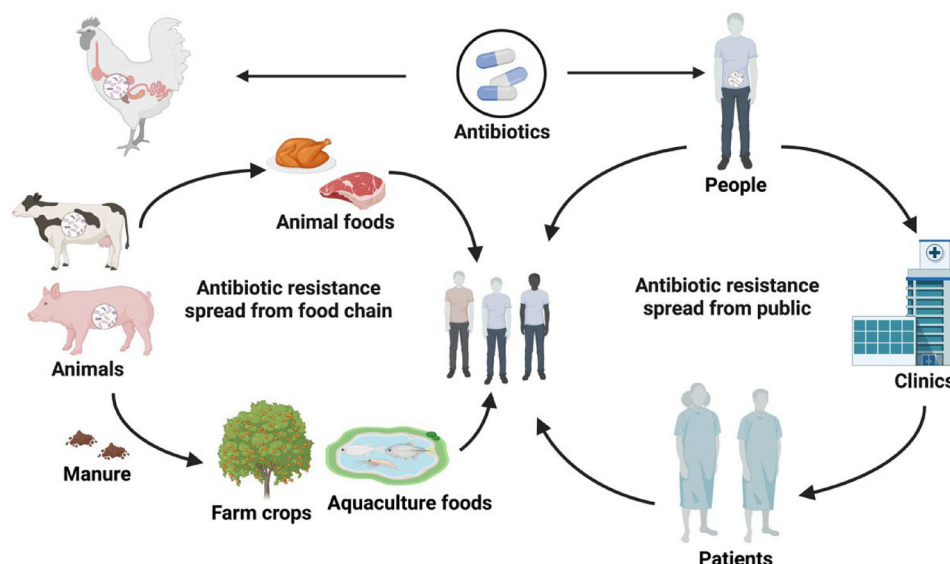 Antibiotics
People
Animal foods
Antibiotic resistance
spread from food chain
Antibiotic resistance
spread from public
Animals
Clinics
Manure
Farm crops
Aquaculture foods
Patients